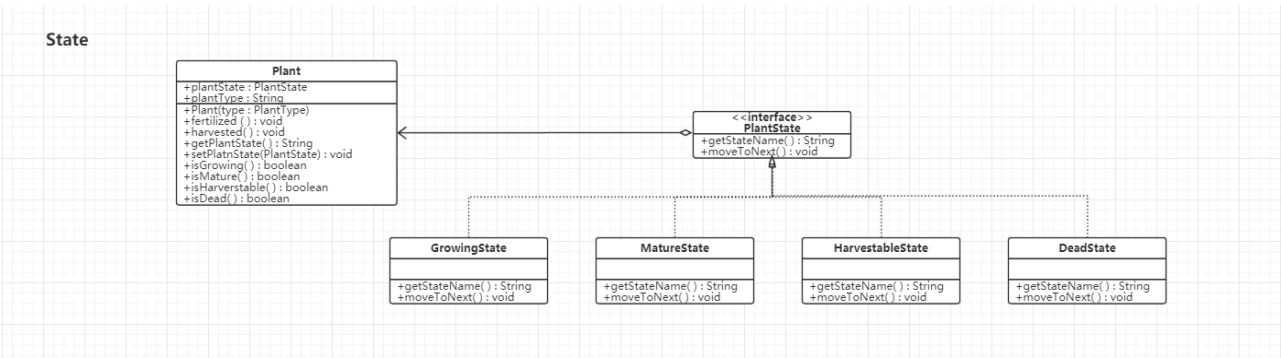 State
Plant
+plantState : PlantState
+plantType : String
+Plant(type : PlantType)
+fertilized ( ) : void
+harvested( ) : void
+getPlantState( ) : String
+setPlatnState(PlantState) : void
+isGrowing( ) : boolean
+isMature( ) : boolean
+isHarverstable( ) : boolean
+isDead( ) : boolean
<<interface>>
PlantState
+getStateName( ) : String
+moveToNext( ) : void
GrowingState
+getStateName( ) : String
+moveToNext( ) : void
MatureState
+getStateName( ) : String
+moveToNext( ) : void
HarvestableState
+getStateName( ) : String
+moveToNext( ) : void
DeadState
+getStateName( ) : String
+moveToNext( ) : void